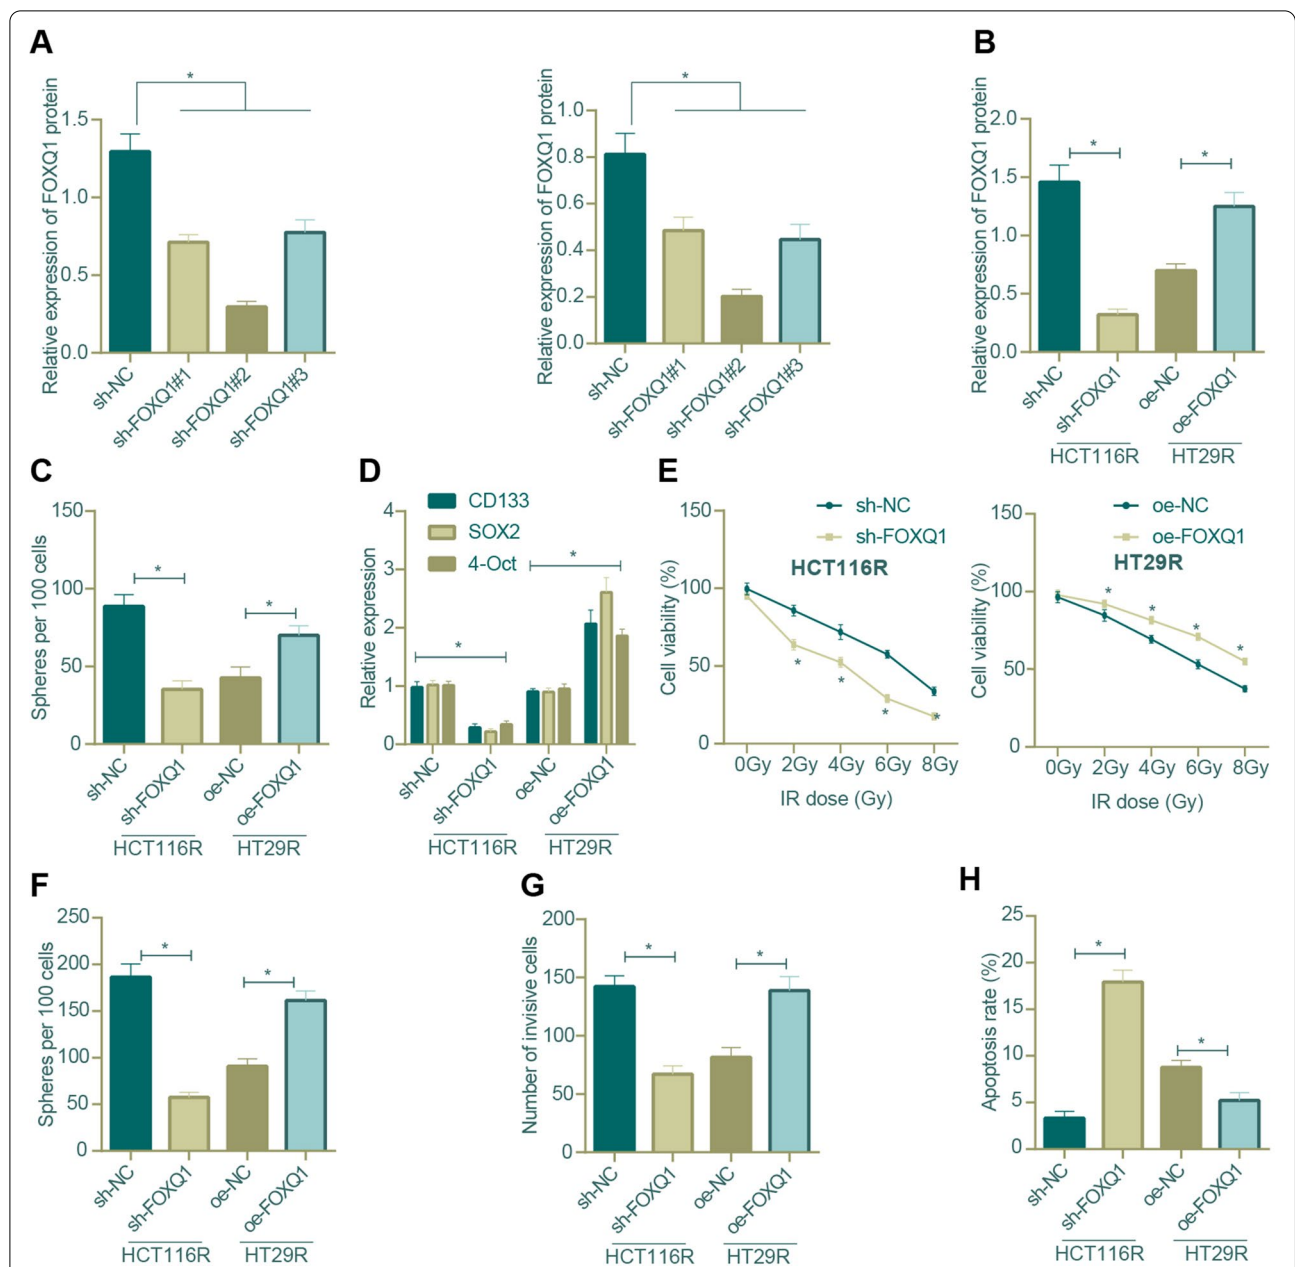 A
Relative expression of FOXQ1 protein
1.5
1.0
0.5
0.0
*
sh-NC
sh-FOXQ1#1
sh-FOXQ1#2
sh-FOXQ1#3
Relative expression of FOXQ1 protein
1.0
0.8
0.6
0.4
0.2
0.0
*
sh-NC
sh-FOXQ1#1
sh-FOXQ1#2
sh-FOXQ1#3
B
Relative expression of FOXQ1 protein
2.0
1.5
1.0
0.5
0.0
*
*
sh-NC
sh-FOXQ1
oe-NC
oe-FOXQ1
HCT116R
HT29R
C
Spheres per 100 cells
150
100
50
0
*
*
sh-NC
sh-FOXQ1
oe-NC
oe-FOXQ1
HCT116R
HT29R
D
CD133
SOX2
4-Oct
Relative expression
4
3
2
1
0
*
*
sh-NC
sh-FOXQ1
oe-NC
oe-FOXQ1
HCT116R
HT29R
E
sh-NC
sh-FOXQ1
HCT116R
Cell viability (%)
150
100
50
0
*
*
*
*
0Gy
2Gy
4Gy
6Gy
8Gy
IR dose (Gy)
oe-NC
oe-FOXQ1
HT29R
Cell viability (%)
150
100
50
0
*
*
*
*
0Gy
2Gy
4Gy
6Gy
8Gy
IR dose (Gy)
F
Spheres per 100 cells
250
200
150
100
50
0
*
*
sh-NC
sh-FOXQ1
oe-NC
oe-FOXQ1
HCT116R
HT29R
G
Number of invisive cells
200
150
100
50
0
*
*
sh-NC
sh-FOXQ1
oe-NC
oe-FOXQ1
HCT116R
HT29R
H
Apoptosis rate (%)
25
20
15
10
5
0
*
*
sh-NC
sh-FOXQ1
oe-NC
oe-FOXQ1
HCT116R
HT29R